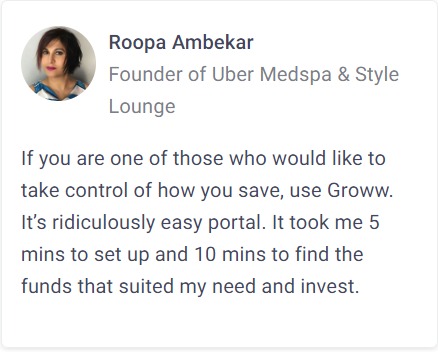 Roopa Ambekar
Founder of Uber Medspa & Style
Lounge
If you are one of those who would like to
take control of how you save, use Groww.
It’s ridiculously easy portal. It took me 5
mins to set up and 10 mins to find the
funds that suited my need and invest.